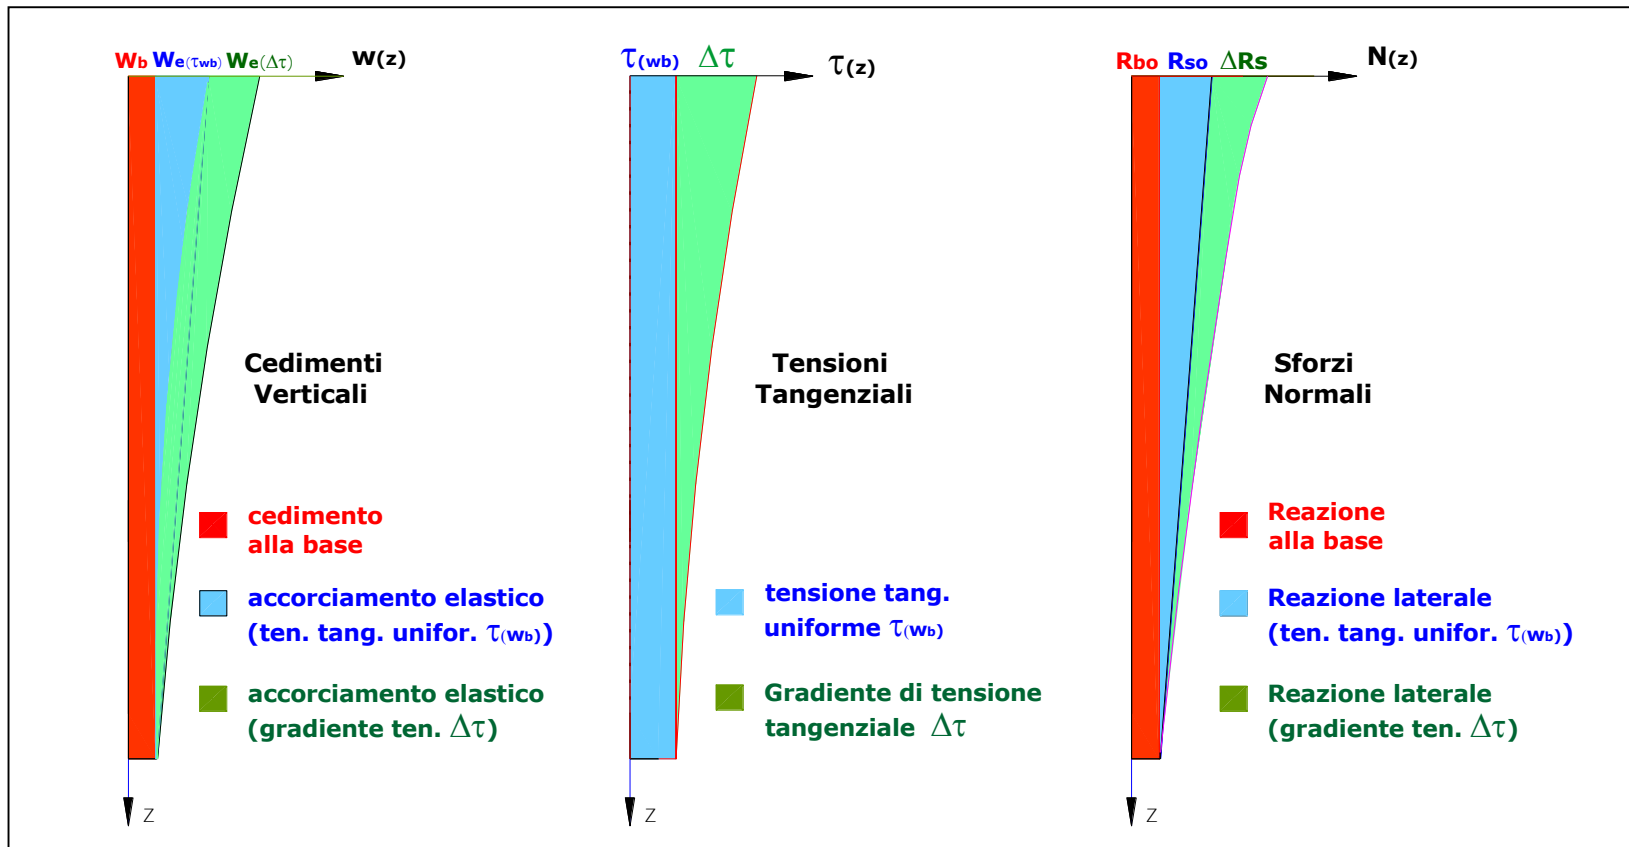 Wb We(τwb) We(Δτ) w(z)
Cedimenti
Verticali
cedimento
alla base
accorciamento elastico
(ten. tang. unifor. τ(wb))
accorciamento elastico
(gradiente ten. Δτ)
z
τ(wb) Δτ τ(z)
Tensioni
Tangenziali
tensione tang.
uniforme τ(wb)
Gradiente di tensione
tangenziale Δτ
z
Rbo Rso ΔRs N(z)
Sforzi
Normali
Reazione
alla base
Reazione laterale
(ten. tang. unifor. τ(wb))
Reazione laterale
(gradiente ten. Δτ)
z